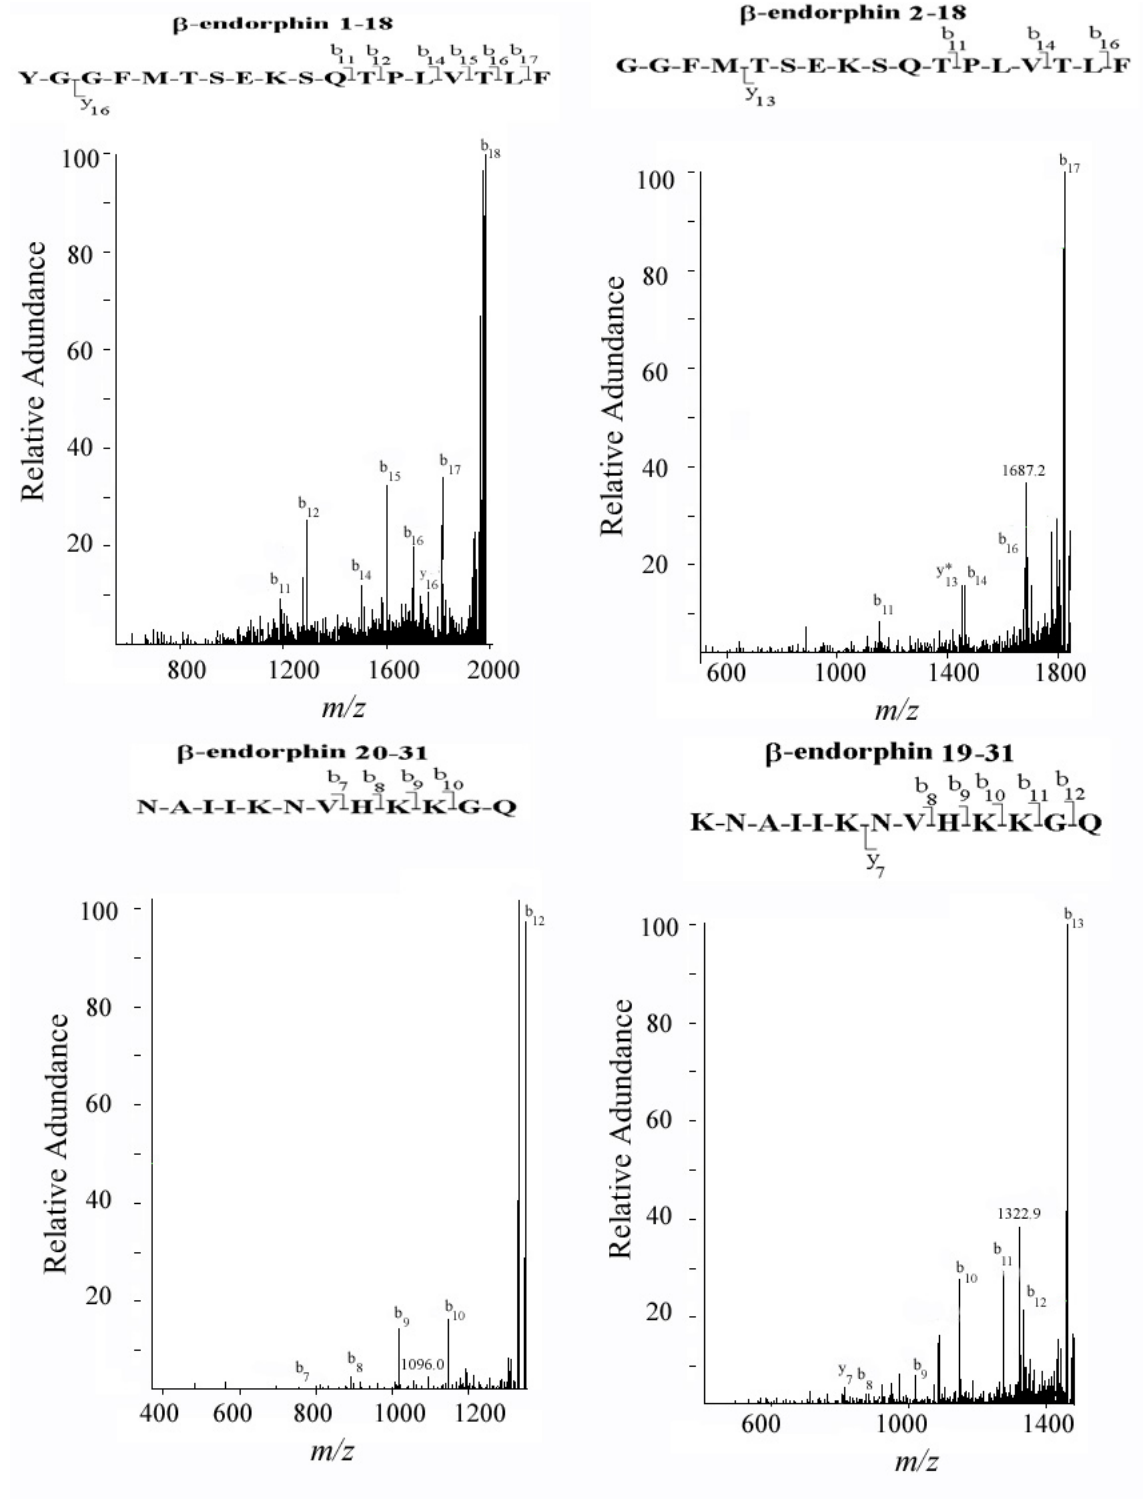 β-endorphin 1-18
b11 b12 b14 b15 b16 b17
Y-G-G-F-M-T-S-E-K-S-Q-T-P-L-V-T-L-F
y16
Relative Adundance
100
80
60
40
20
b11
b12
b14
b15
b16
y16
b17
b18
800 1200 1600 2000
m/z
β-endorphin 2-18
b11 b14 b16
G-G-F-M-T-S-E-K-S-Q-T-P-L-V-T-L-F
y13
Relative Adundance
100
80
60
40
20
b11
y*13
b14
b16
1687.2
b17
600 1000 1400 1800
m/z
β-endorphin 20-31
b7 b8 b9 b10
N-A-I-I-K-N-V-H-K-K-G-Q
Relative Adundance
100
80
60
40
20
b7
b8
b9
1096.0
b10
b12
400 600 800 1000 1200
m/z
β-endorphin 19-31
b8 b9 b10 b11 b12
K-N-A-I-I-K-N-V-H-K-K-G-Q
y7
Relative Adundance
100
80
60
40
20
y7
b8
b9
b10
b11
1322.9
b12
b13
600 1000 1400
m/z